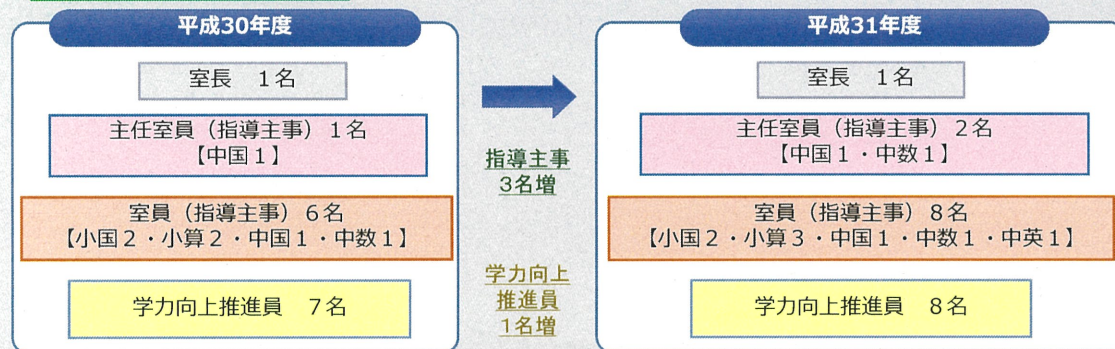 平成30年度
室長 1名
主任室員（指導主事）1名
【中国1】
室員（指導主事）6名
【小国2・小算2・中国1・中数1】
学力向上推進員 7名
指導主事
3名増
学力向上
推進員
1名増
平成31年度
室長 1名
主任室員（指導主事）2名
【中国1・中数1】
室員（指導主事）8名
【小国2・小算3・中国1・中数1・中英1】
学力向上推進員 8名